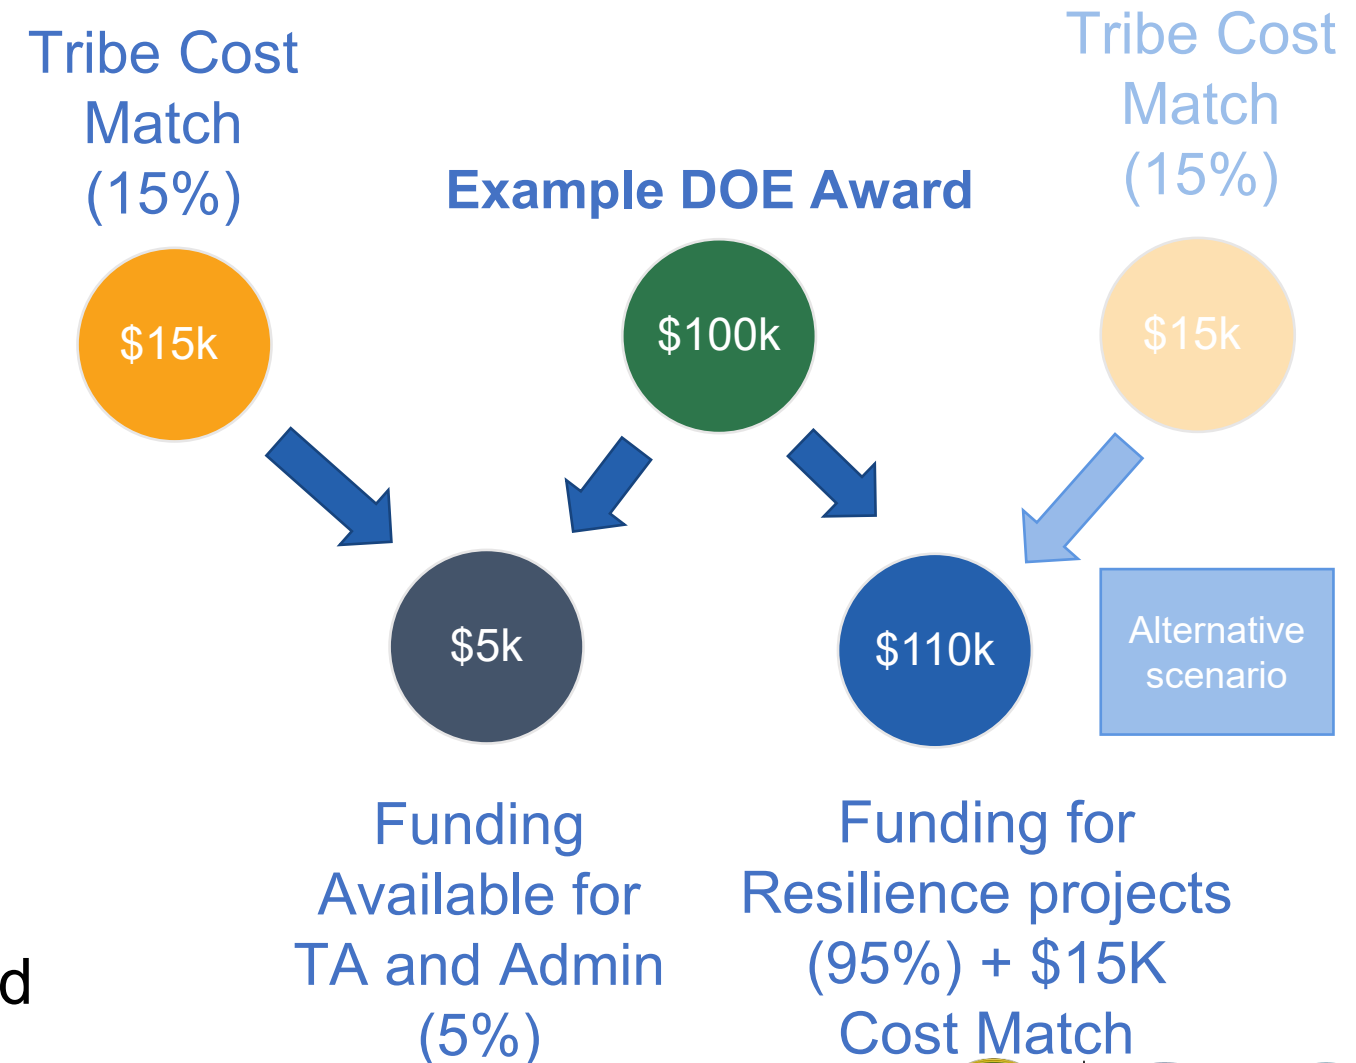 Tribe Cost
Match
(15%)
Example DOE Award
Tribe Cost
Match
(15%)
$15k
$100k
$15k
$5k
$110k
Alternative
scenario
Funding
Available for
TA and Admin
(5%)
Funding for
Resilience projects
(95%) + $15K
Cost Match